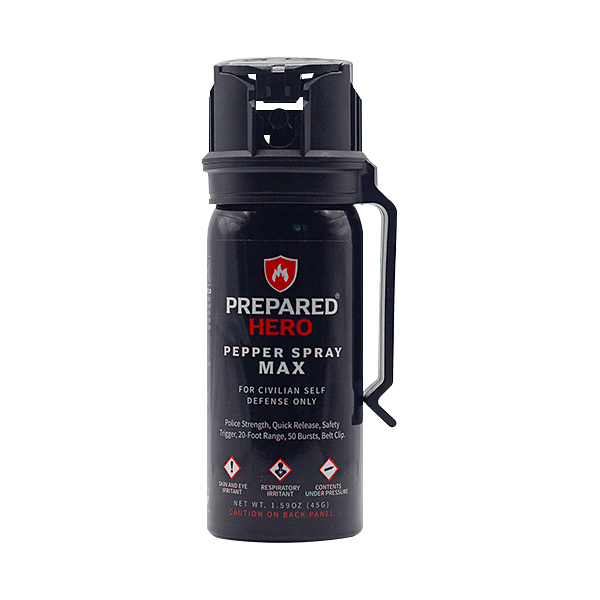 PREPARED®
HERO
PEPPER SPRAY
MAX
FOR CIVILIAN SELF
DEFENSE ONLY
Police Strength, Quick Release, Safety
Trigger, 20-Foot Range, 50 Bursts, Belt Clip.
SKIN AND EYE
IRRITANT
RESPIRATORY
IRRITANT
CONTENTS
UNDER PRESSURE
NET WT. 1.59OZ (45G)
CAUTION ON BACK PANEL